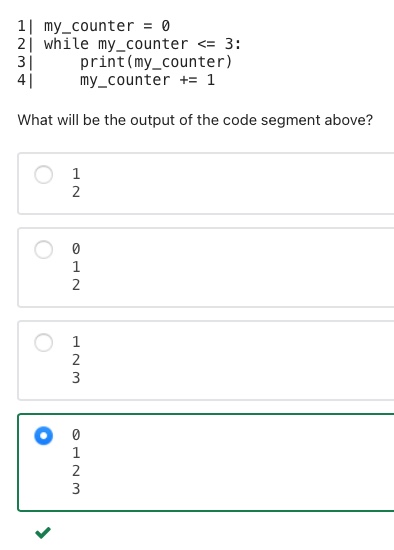 1| my_counter = 0
2| while my_counter <= 3:
3|     print(my_counter)
4|     my_counter += 1
What will be the output of the code segment above?
1
2
0
1
2
1
2
3
0
1
2
3